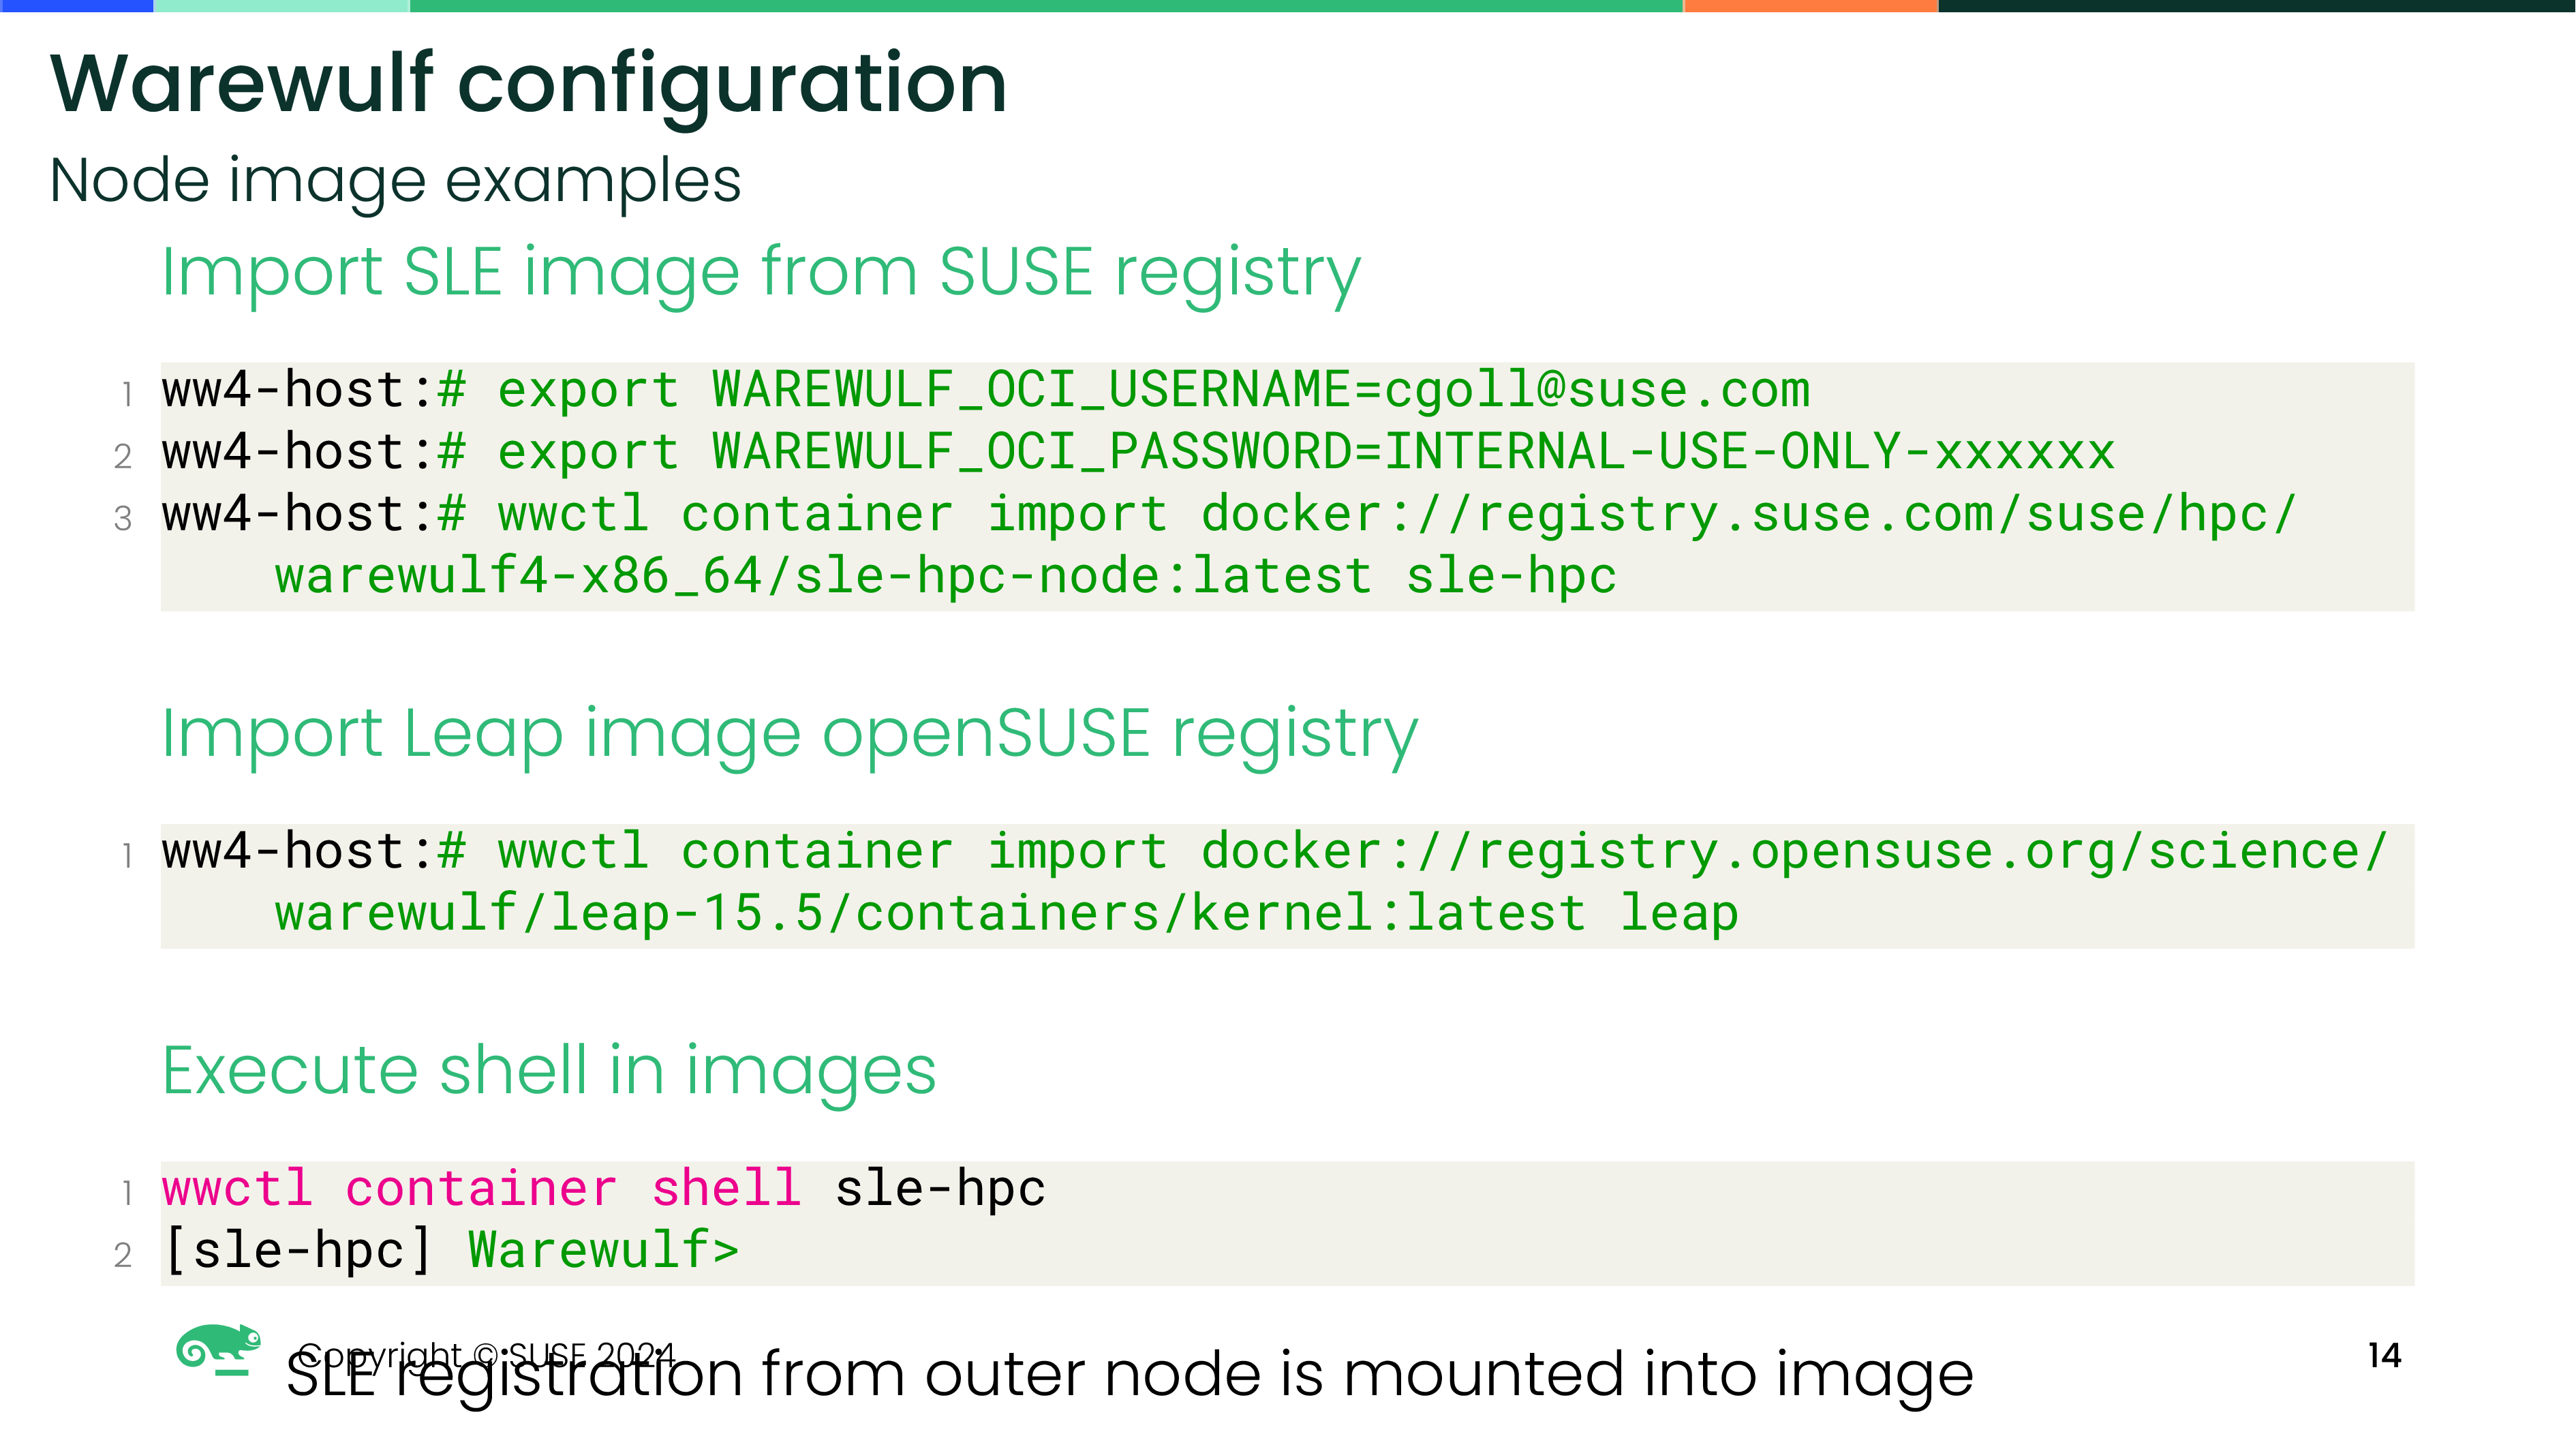 Warewulf configuration
Node image examples
Import SLE image from SUSE registry
1 ww4-host:# export WAREWULF_OCI_USERNAME=cgoll@suse.com
2 ww4-host:# export WAREWULF_OCI_PASSWORD=INTERNAL-USE-ONLY-xxxxxx
3 ww4-host:# wwctl container import docker://registry.suse.com/suse/hpc/
warewulf4-x86_64/sle-hpc-node:latest sle-hpc
Import Leap image openSUSE registry
1 ww4-host:# wwctl container import docker://registry.opensuse.org/science/
warewulf/leap-15.5/containers/kernel:latest leap
Execute shell in images
1 wwctl container shell sle-hpc
2 [sle-hpc] Warewulf>
Copyright © SUSE 2024
14
SLE registration from outer node is mounted into image